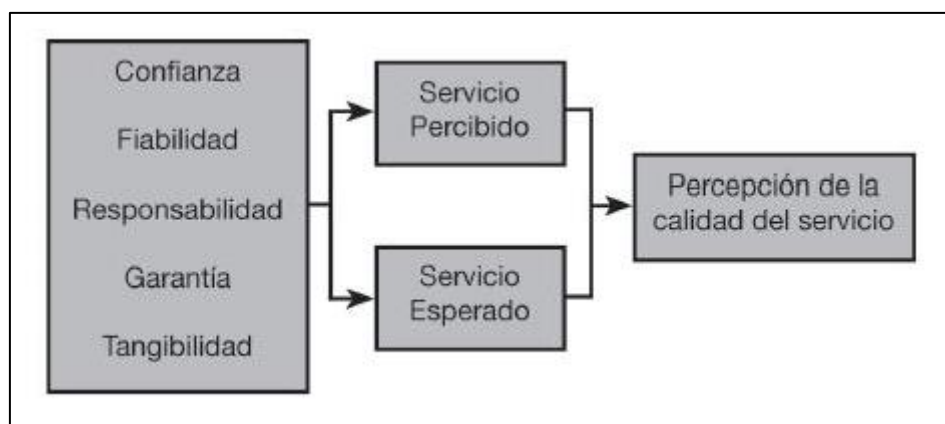 Confianza
Fiabilidad
Responsabilidad
Garantía
Tangibilidad
Servicio
Percibido
Servicio
Esperado
Percepción de la
calidad del servicio